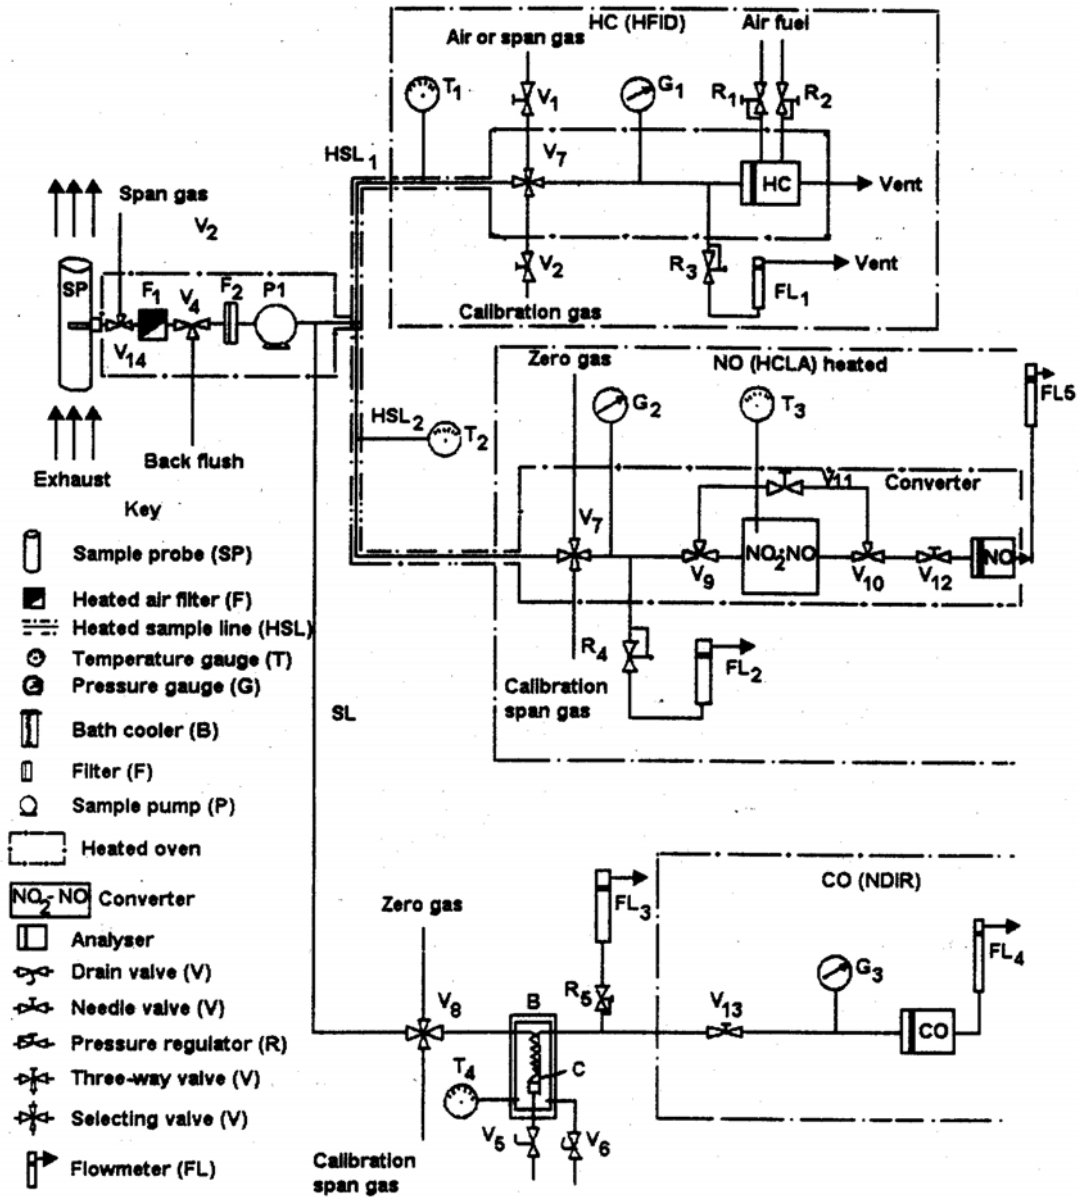 HC (HFID)
Air fuel
Air or span gas
T1
V1
G1
R1
R2
HSL1
V7
HC
Vent
Span gas
V2
SP
F1
V4
F2
P1
V14
V2
R3
Vent
FL1
Calibration gas
Zero gas
NO (HCLA) heated
FL5
G2
T3
HSL2
T2
Back flush
Exhaust
V11
Converter
V7
NO2-NO
V9
V10
V12
NO
R4
FL2
Calibration
span gas
SL
Key
Sample probe (SP)
Heated air filter (F)
Heated sample line (HSL)
Temperature gauge (T)
Pressure gauge (G)
Bath cooler (B)
Filter (F)
Sample pump (P)
Heated oven
NO2-NO Converter
Analyser
Drain valve (V)
Needle valve (V)
Pressure regulator (R)
Three-way valve (V)
Selecting valve (V)
Flowmeter (FL)
CO (NDIR)
Zero gas
FL3
FL4
G3
R5
V8
B
V13
CO
T4
C
V5
V6
Calibration
span gas